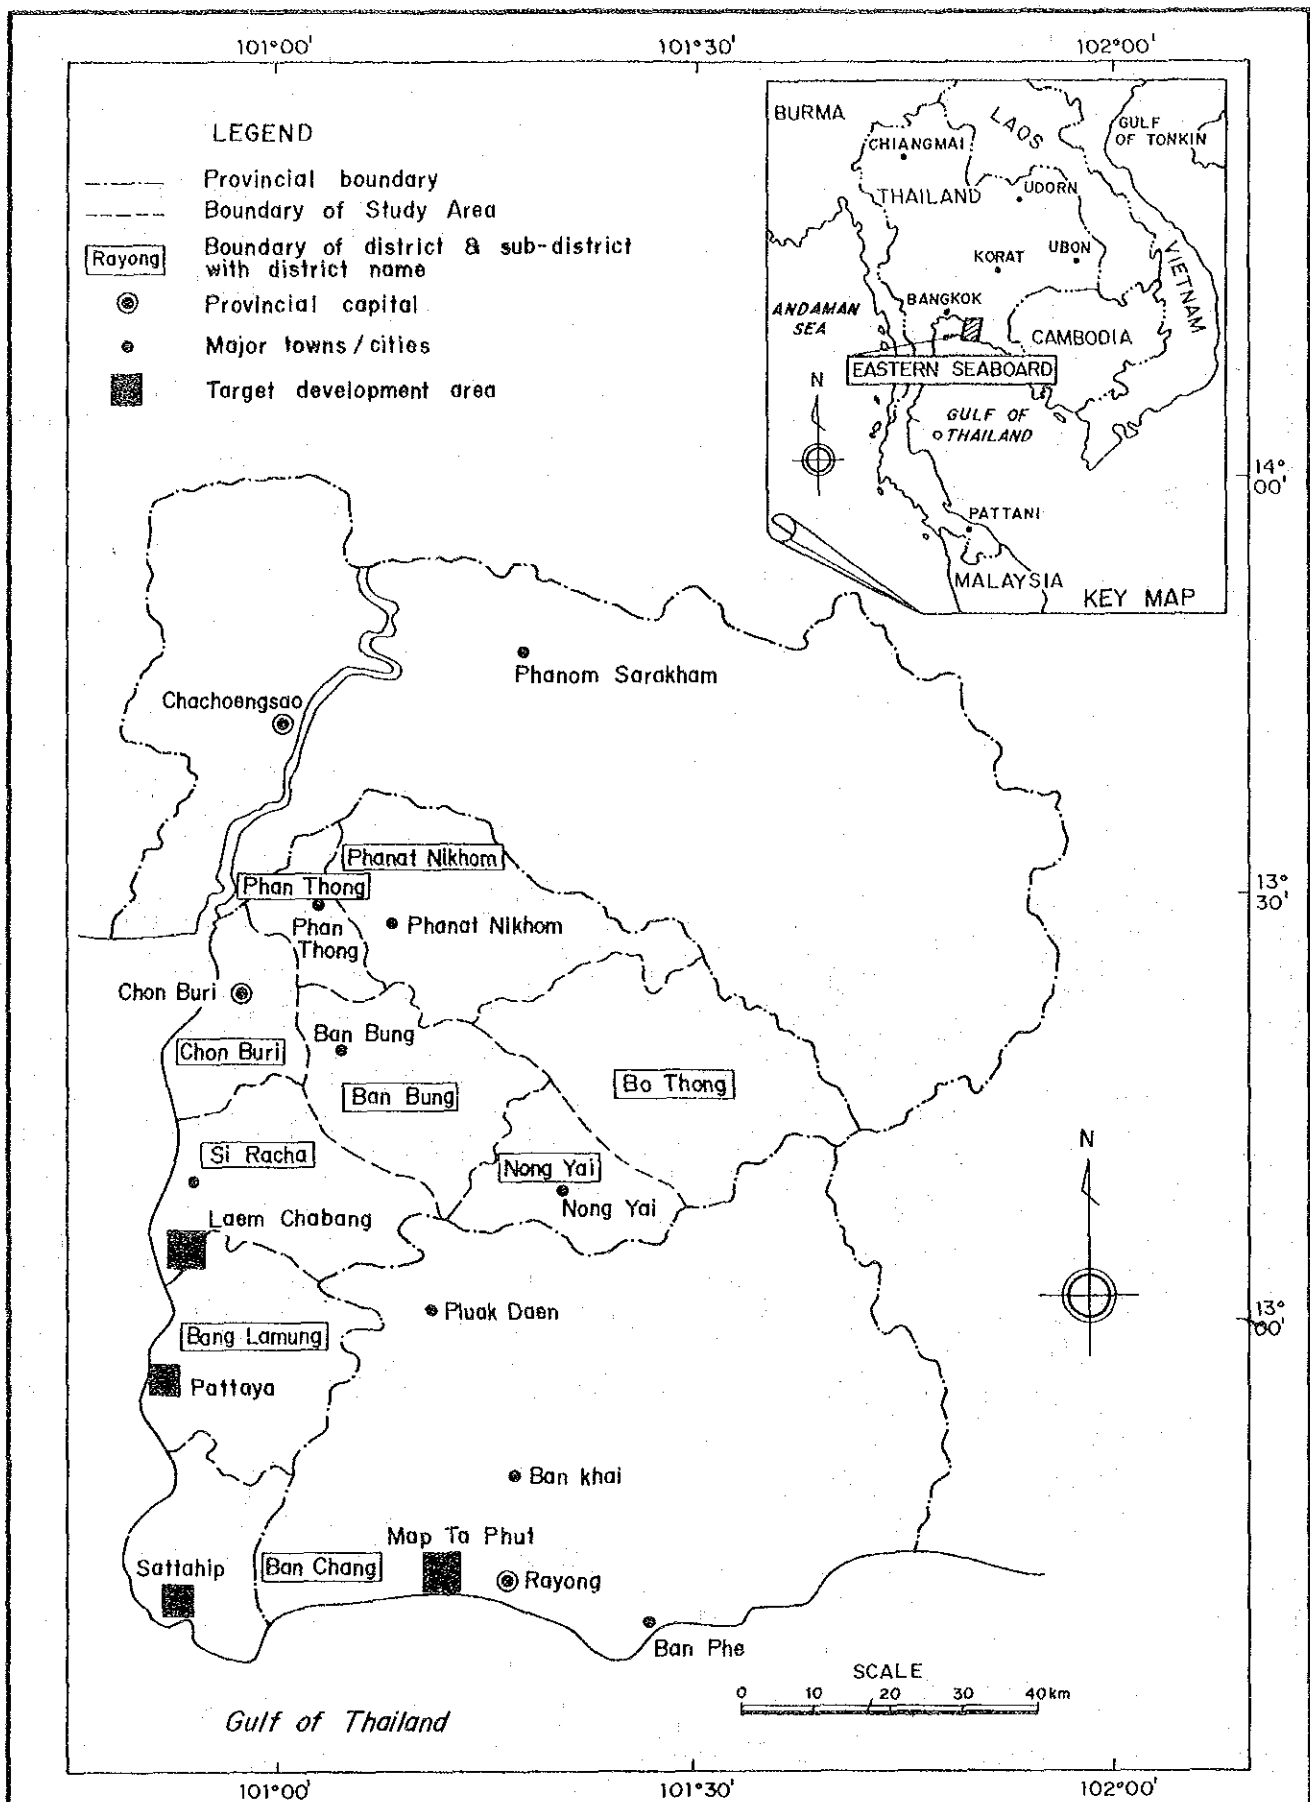 101°00'
101°30'
102°00'
LEGEND
Provincial boundary
Boundary of Study Area
Rayong
Boundary of district & sub-district
with district name
Provincial capital
Major towns/cities
Target development area
BURMA
LAOS
GULF
OF TONKIN
CHIANGMAI
THAILAND
UDORN
KORAT
UBON
VIETNAM
BANGKOK
ANDAMAN
SEA
CAMBODIA
EASTERN SEABOARD
N
GULF OF
THAILAND
PATTANI
MALAYSIA
KEY MAP
14°
00'
Phanom Sarakham
Chachoengsao
Phanat Nikhom
Phan Thong
13°
30'
Phan
Thong
Phanat Nikhom
Chon Buri
Ban Bung
Chon Buri
Bo Thong
Ban Bung
Si Racha
Nong Yai
Nong Yai
N
Laem Chabang
Pluak Daen
13°
00'
Bang Lamung
Pattaya
Ban khai
Map Ta Phut
Sattahip
Ban Chang
Rayong
Ban Phe
SCALE
0 10 20 30 40km
Gulf of Thailand
101°00'
101°30'
102°00'